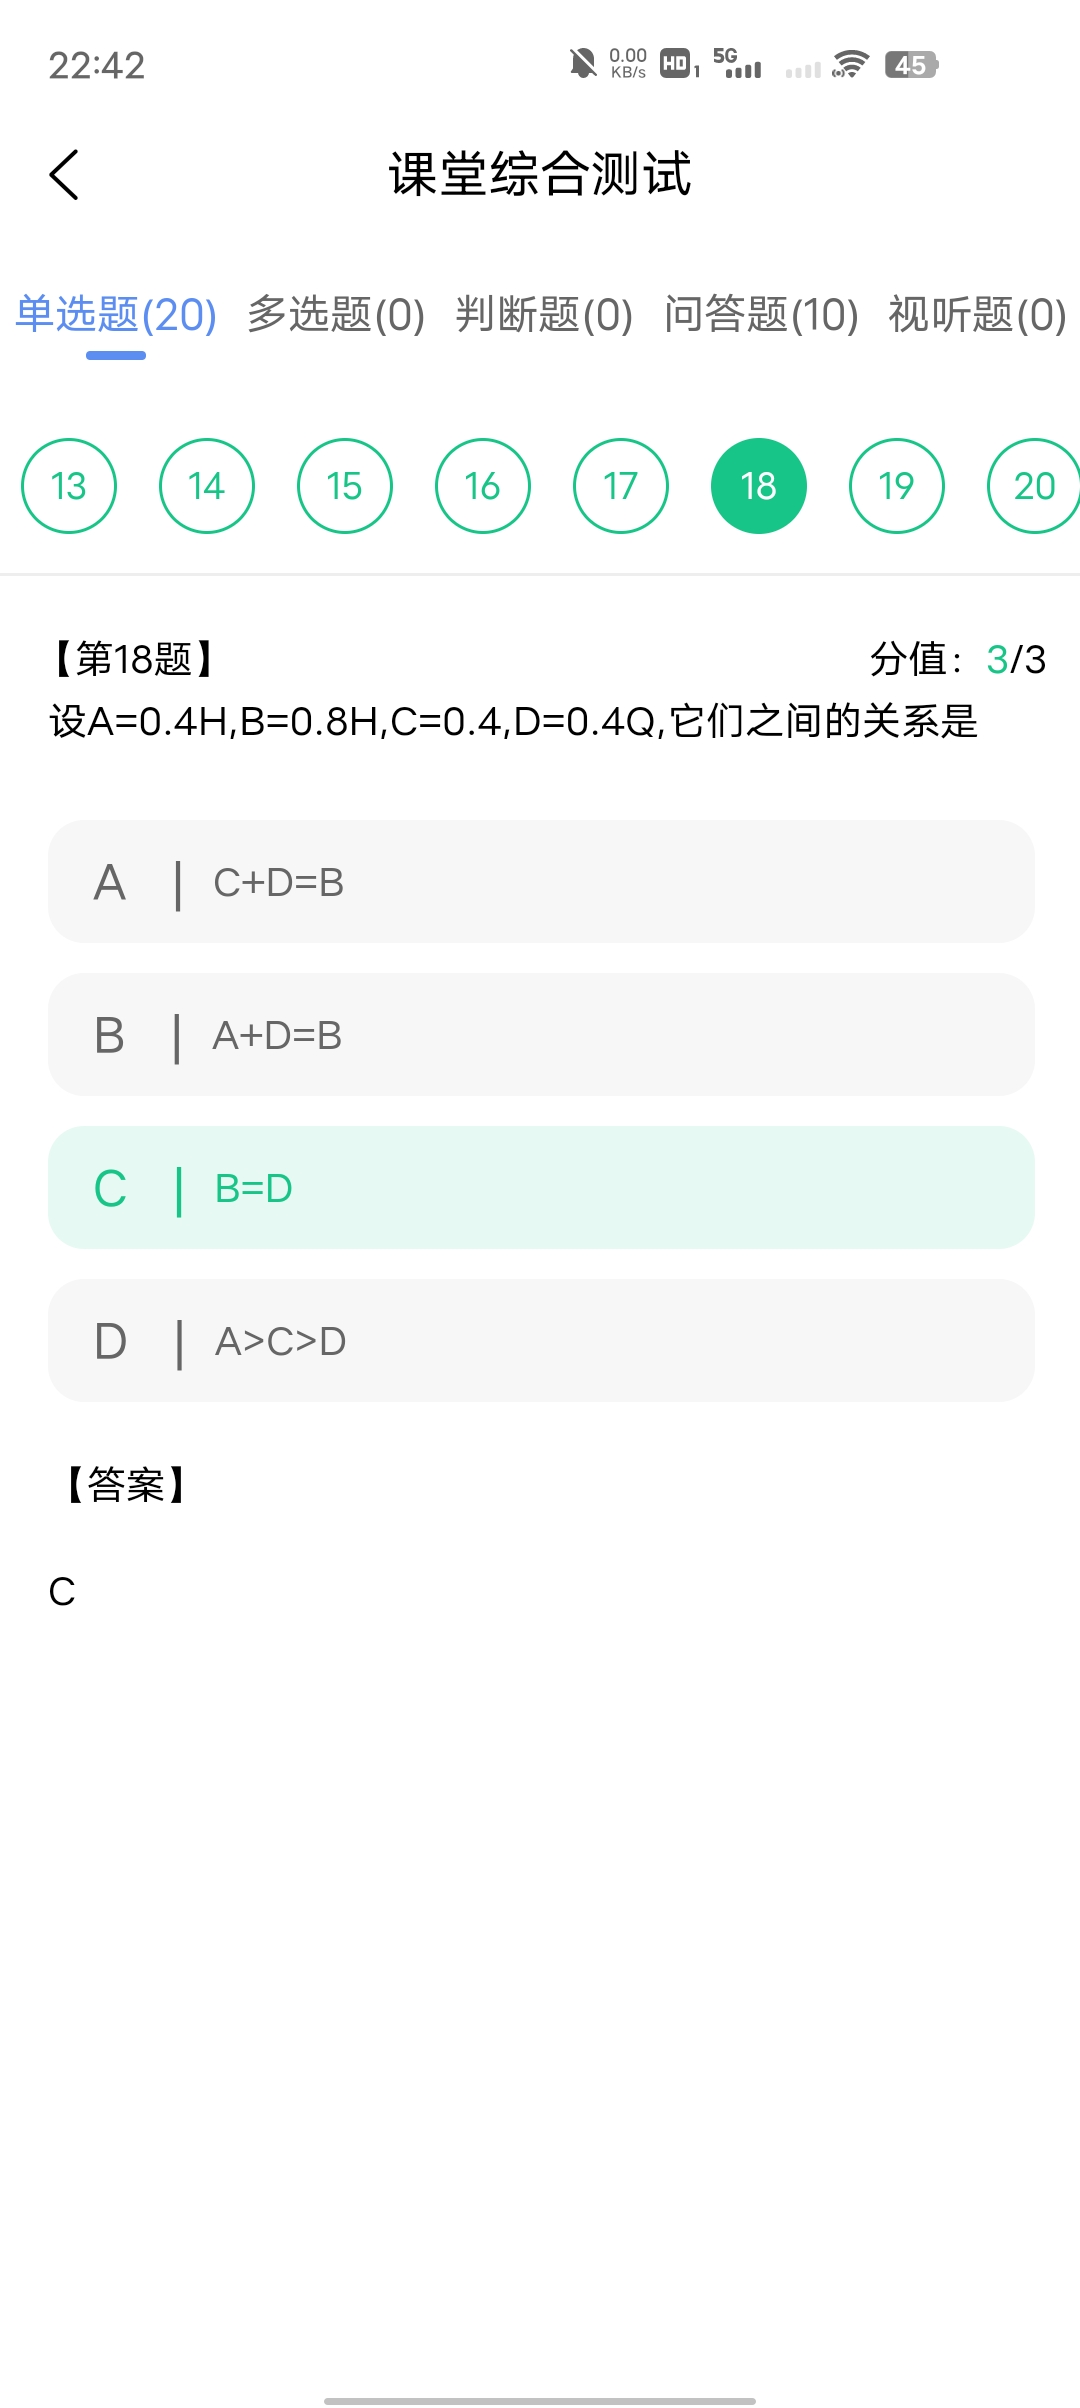 22:42
0.00
KB/s
HD 1
5G
45
课堂综合测试
单选题(20) 多选题(0) 判断题(0) 问答题(10) 视听题(0)
13 14 15 16 17 18 19 20
【第18题】 分值：3/3
设A=0.4H,B=0.8H,C=0.4,D=0.4Q,它们之间的关系是
A | C+D=B
B | A+D=B
C | B=D
D | A>C>D
【答案】
C